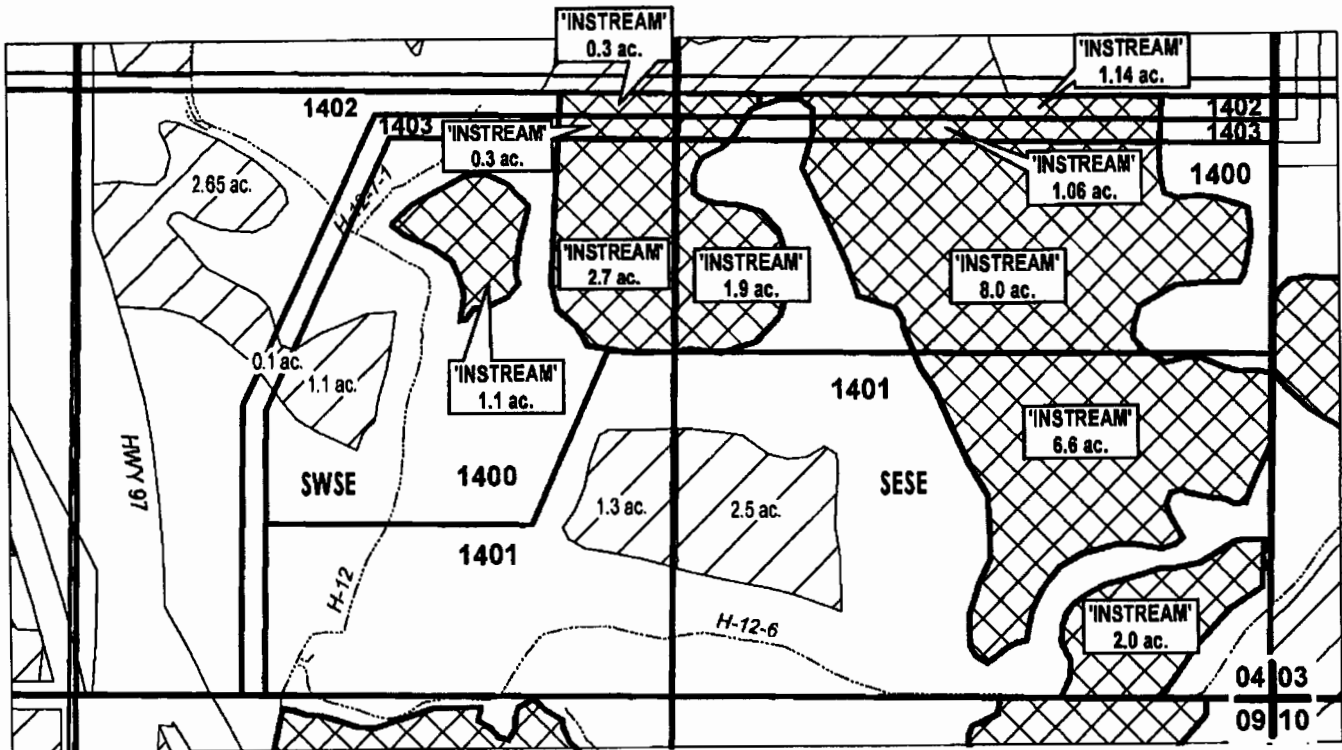 'INSTREAM'
0.3 ac.
'INSTREAM'
1.14 ac.
1402
1402
1403
'INSTREAM'
0.3 ac.
1403
'INSTREAM'
1.06 ac.
1400
2.65 ac.
H-12-7-1
'INSTREAM'
2.7 ac.
'INSTREAM'
1.9 ac.
'INSTREAM'
8.0 ac.
0.1 ac.
1.1 ac.
'INSTREAM'
1.1 ac.
1401
'INSTREAM'
6.6 ac.
HWY 97
SWSE
1400
1.3 ac.
2.5 ac.
SESE
1401
H-12
H-12-6
'INSTREAM'
2.0 ac.
04 03
09 10